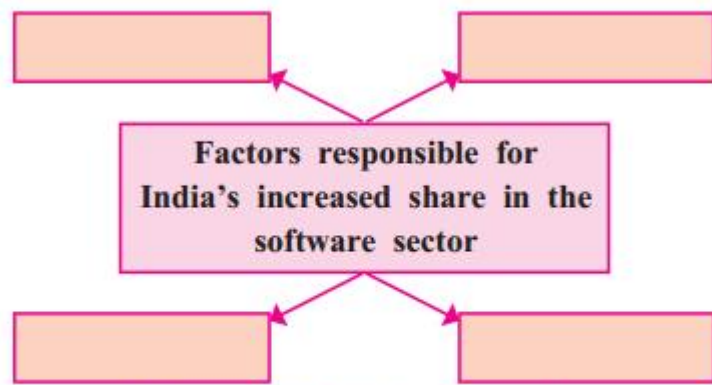 Factors responsible for
India's increased share in the
software sector